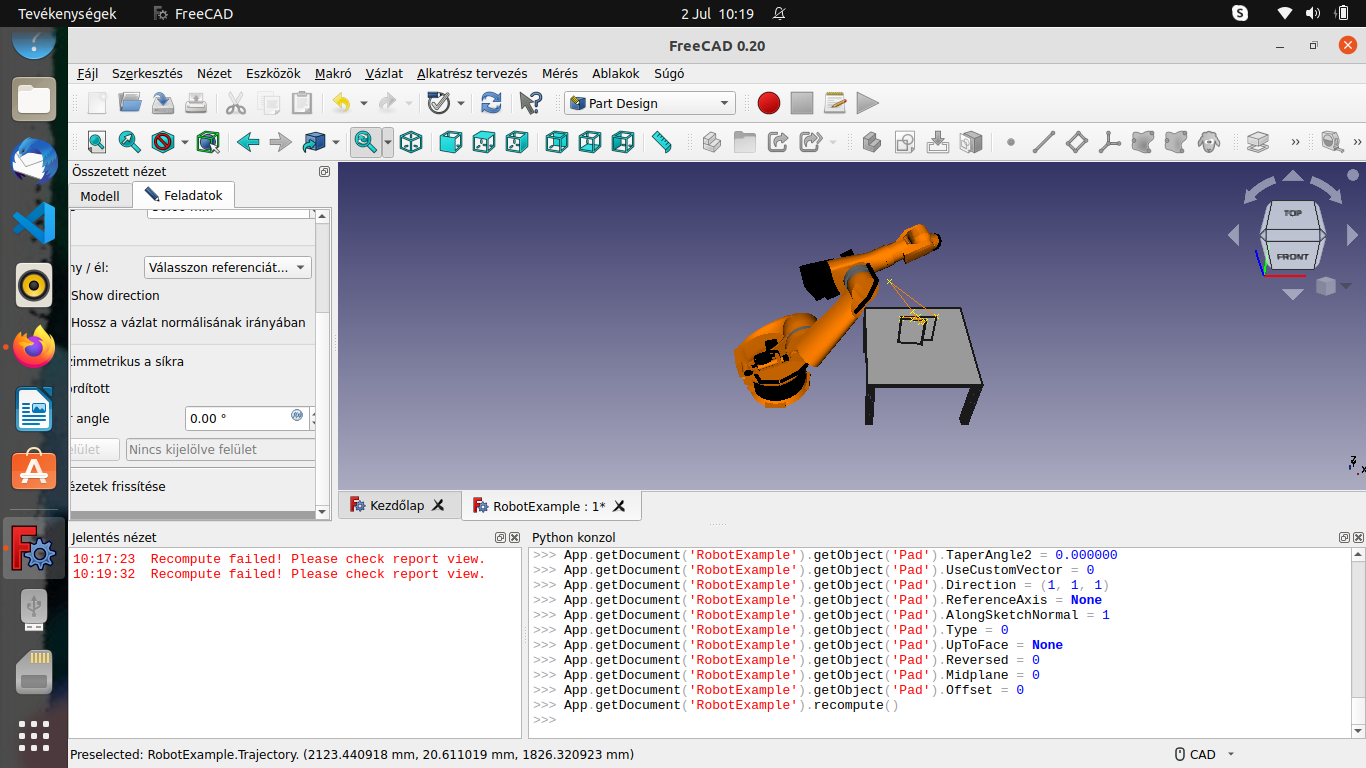 Tevékenységek
FreeCAD
2 Jul 10:19
S
FreeCAD 0.20
Fájl Szerkesztés Nézet Eszközök Makró Vázlat Alkatrész tervezés Mérés Ablakok Súgó
Part Design
Összetett nézet
Modell
Feladatok
ny / él:
Válasszon referenciát...
Show direction
Hossz a vázlat normálisának irányában
zimmetrikus a síkra
ordított
r angle
0.00 °
elület
Nincs kijelölve felület
ézetek frissítése
TOP
FRONT
Z
X
Kezdőlap
RobotExample : 1*
Jelentés nézet
10:17:23 Recompute failed! Please check report view.
10:19:32 Recompute failed! Please check report view.
Python konzol
>>> App.getDocument('RobotExample').getObject('Pad').TaperAngle2 = 0.000000
>>> App.getDocument('RobotExample').getObject('Pad').UseCustomVector = 0
>>> App.getDocument('RobotExample').getObject('Pad').Direction = (1, 1, 1)
>>> App.getDocument('RobotExample').getObject('Pad').ReferenceAxis = None
>>> App.getDocument('RobotExample').getObject('Pad').AlongSketchNormal = 1
>>> App.getDocument('RobotExample').getObject('Pad').Type = 0
>>> App.getDocument('RobotExample').getObject('Pad').UpToFace = None
>>> App.getDocument('RobotExample').getObject('Pad').Reversed = 0
>>> App.getDocument('RobotExample').getObject('Pad').Midplane = 0
>>> App.getDocument('RobotExample').getObject('Pad').Offset = 0
>>> App.getDocument('RobotExample').recompute()
>>>
Preselected: RobotExample.Trajectory. (2123.440918 mm, 20.611019 mm, 1826.320923 mm)
CAD